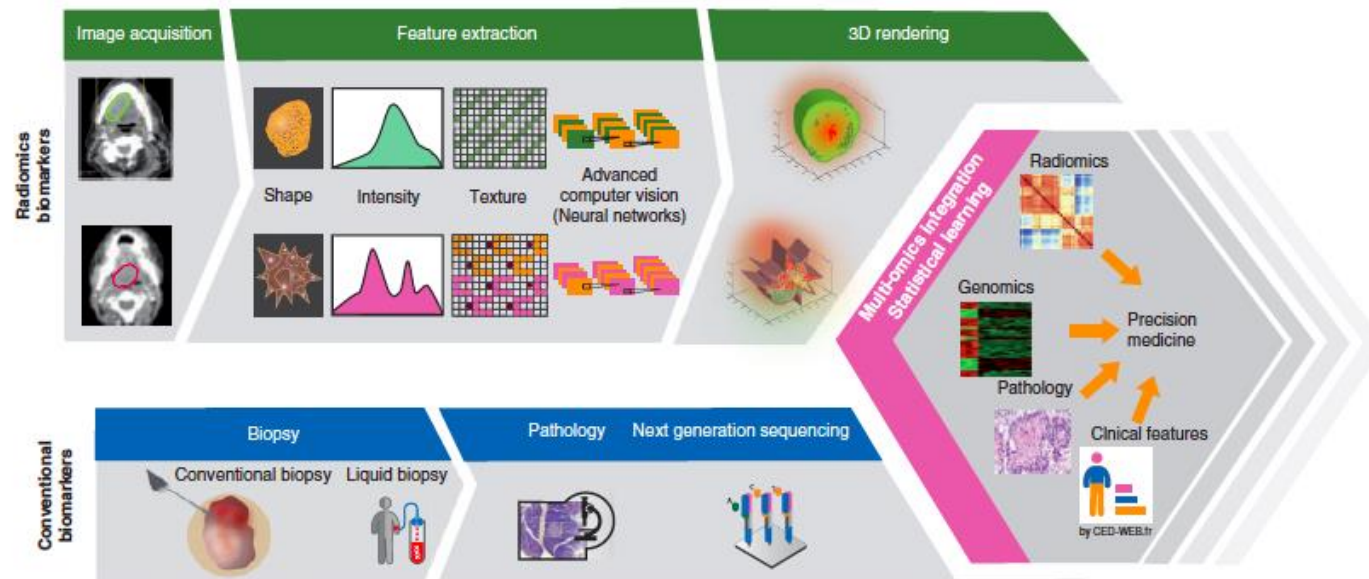 Image acquisition
Feature extraction
3D rendering
Radiomics
biomarkers
Shape
Intensity
Texture
Advanced
computer vision
(Neural networks)
Multi-omics Integration
Statistical learning
Radiomics
Genomics
Precision
medicine
Pathology
Clnical features
by CED-WEB.fr
Conventional
biomarkers
Biopsy
Conventional biopsy
Liquid biopsy
Pathology
Next generation sequencing